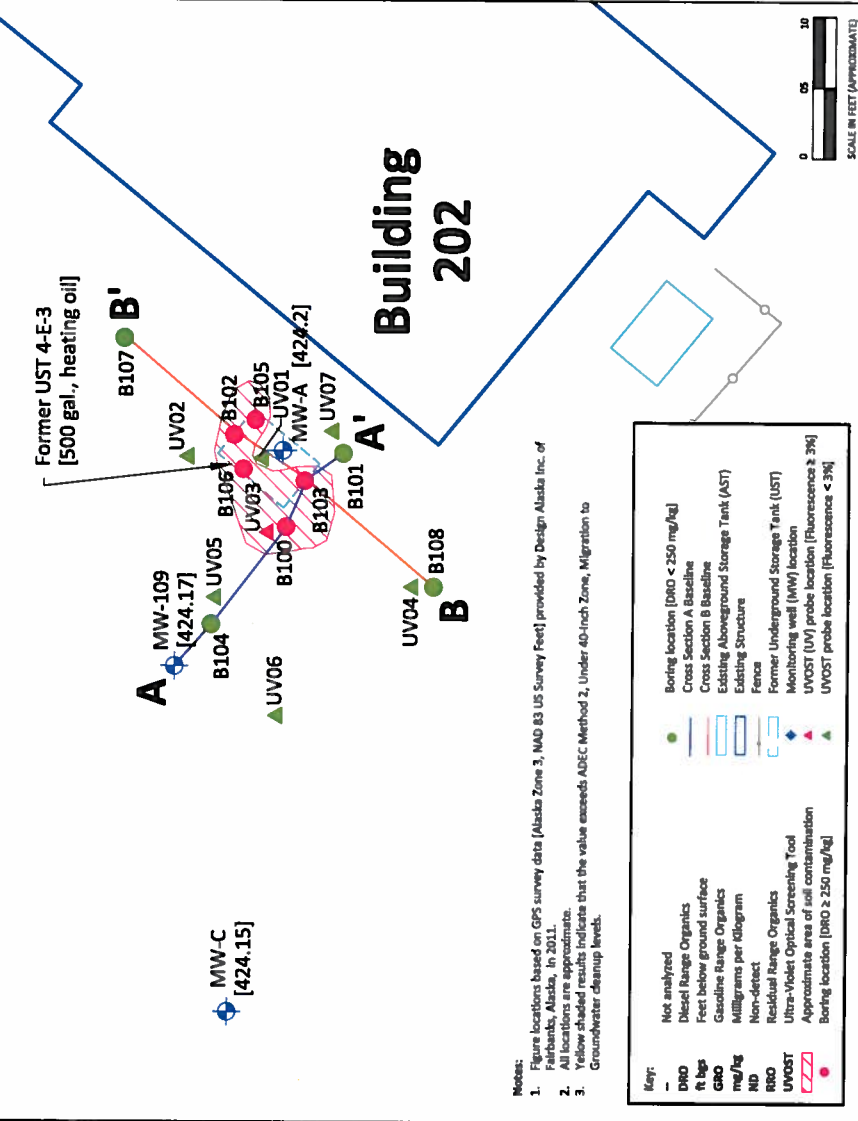 Former UST 4-E-3
[500 gal., heating oil]
B'
B107
UV02
B102
B105
UV01
MW-A
[424.2]
UV07
A'
B101
B106
UV03
B103
B100
Building
202
MW-109
[424.17]
A
UV05
B104
UV06
UV04
B108
B
MW-C
[424.15]
0
05
10
SCALE IN FEET (APPROXIMATE)
Notes:
1. Figure locations based on GPS survey data [Alaska Zone 3, NAD 83 US Survey Feet] provided by Design Alaska Inc. of
Fairbanks, Alaska, in 2011.
2. All locations are approximate.
3. Yellow shaded results indicate that the value exceeds ADEC Method 2, Under 40-Inch Zone, Migration to
Groundwater cleanup levels.
Key:
– Not analyzed
DRO Diesel Range Organics
ft bgs Feet below ground surface
GRO Gasoline Range Organics
mg/kg Milligrams per Kilogram
ND Non-detect
RRO Residual Range Organics
UVOST Ultra-Violet Optical Screening Tool
Approximate area of soil contamination
Boring location [DRO ≥ 250 mg/kg]
Boring location [DRO < 250 mg/kg]
Cross Section A Baseline
Cross Section B Baseline
Existing Aboveground Storage Tank (AST)
Existing Structure
Fence
Former Underground Storage Tank (UST)
Monitoring well (MW) location
UVOST (UV) probe location [Fluorescence ≥ 3%]
UVOST probe location [Fluorescence < 3%]